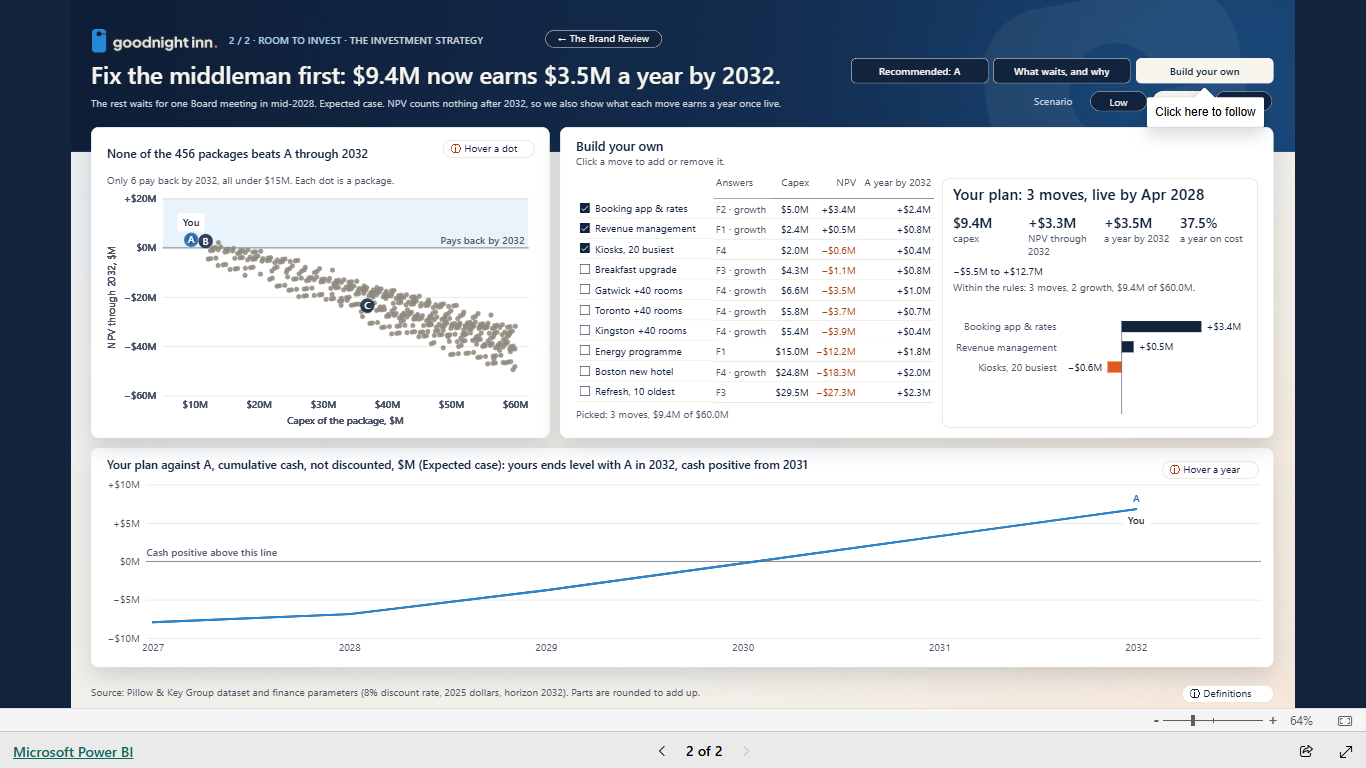 goodnight inn. 2 / 2 · ROOM TO INVEST · THE INVESTMENT STRATEGY
← The Brand Review
Fix the middleman first: $9.4M now earns $3.5M a year by 2032.
The rest waits for one Board meeting in mid-2028. Expected case. NPV counts nothing after 2032, so we also show what each move earns a year once live.
Recommended: A
What waits, and why
Build your own
Scenario
Low
Click here to follow
None of the 456 packages beats A through 2032
Hover a dot
Only 6 pay back by 2032, all under $15M. Each dot is a package.
NPV through 2032, $M
+$20M
$0M
−$20M
−$40M
−$60M
You
A
B
C
Pays back by 2032
$10M $20M $30M $40M $50M $60M
Capex of the package, $M
Build your own
Click a move to add or remove it.
Answers Capex NPV A year by 2032
Booking app & rates F2 · growth $5.0M +$3.4M +$2.4M
Revenue management F1 · growth $2.4M +$0.5M +$0.8M
Kiosks, 20 busiest F4 $2.0M −$0.6M +$0.4M
Breakfast upgrade F3 · growth $4.3M −$1.1M +$0.8M
Gatwick +40 rooms F4 · growth $6.6M −$3.5M +$1.0M
Toronto +40 rooms F4 · growth $5.8M −$3.7M +$0.7M
Kingston +40 rooms F4 · growth $5.4M −$3.9M +$0.4M
Energy programme F1 $15.0M −$12.2M +$1.8M
Boston new hotel F4 · growth $24.8M −$18.3M +$2.0M
Refresh, 10 oldest F3 $29.5M −$27.3M +$2.3M
Picked: 3 moves, $9.4M of $60.0M
Your plan: 3 moves, live by Apr 2028
$9.4M +$3.3M +$3.5M 37.5%
capex NPV through 2032 a year by 2032 a year on cost
−$5.5M to +$12.7M
Within the rules: 3 moves, 2 growth, $9.4M of $60.0M.
Booking app & rates +$3.4M
Revenue management +$0.5M
Kiosks, 20 busiest −$0.6M
Your plan against A, cumulative cash, not discounted, $M (Expected case): yours ends level with A in 2032, cash positive from 2031
Hover a year
+$10M
+$5M
$0M
−$5M
−$10M
Cash positive above this line
A
You
2027 2028 2029 2030 2031 2032
Source: Pillow & Key Group dataset and finance parameters (8% discount rate, 2025 dollars, horizon 2032). Parts are rounded to add up.
Definitions
- + 64%
Microsoft Power BI
2 of 2